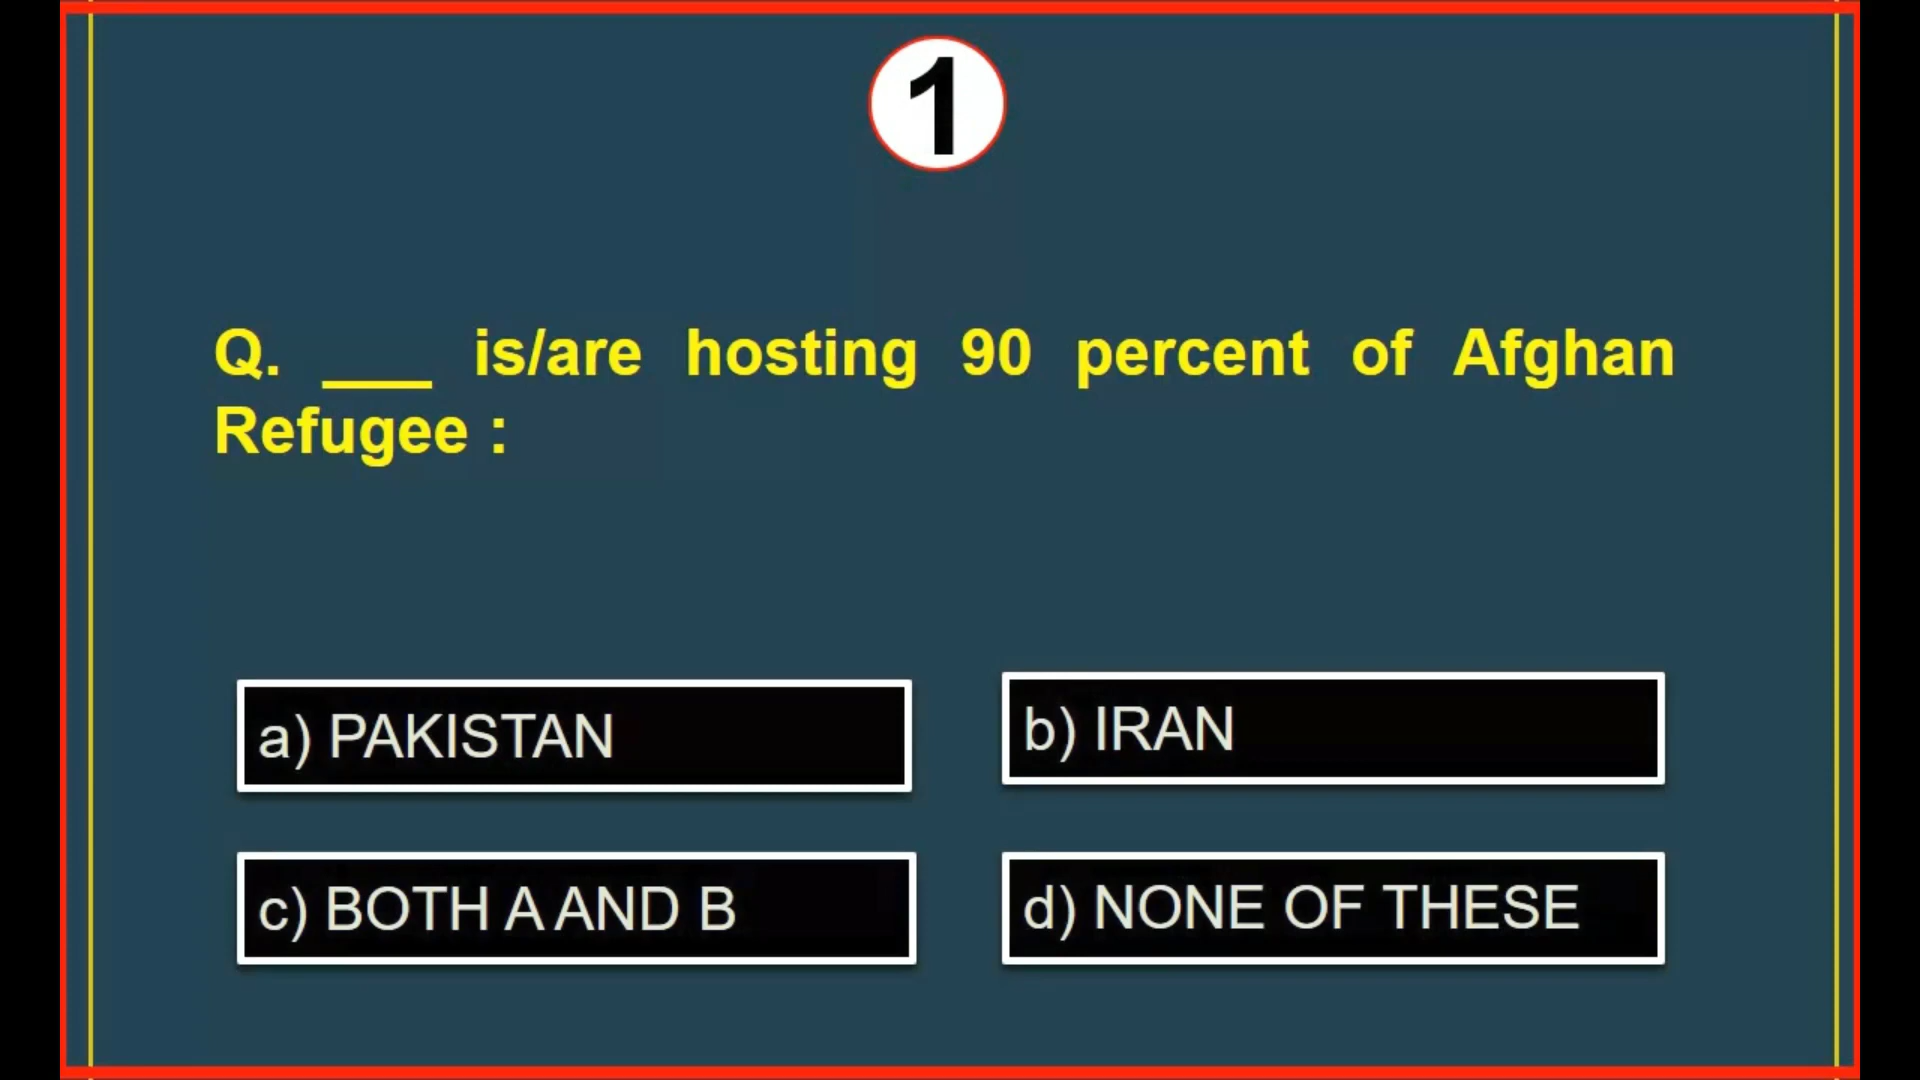 1
Q. ___ is/are hosting 90 percent of Afghan
Refugee :
a) PAKISTAN
b) IRAN
c) BOTH A AND B
d) NONE OF THESE